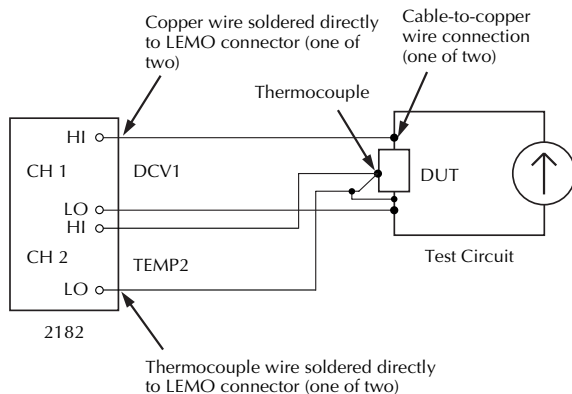 Copper wire soldered directly
to LEMO connector (one of
two)
Cable-to-copper
wire connection
(one of two)
Thermocouple
HI
CH 1
DCV1
DUT
LO
HI
CH 2
TEMP2
Test Circuit
LO
2182
Thermocouple wire soldered directly
to LEMO connector (one of two)